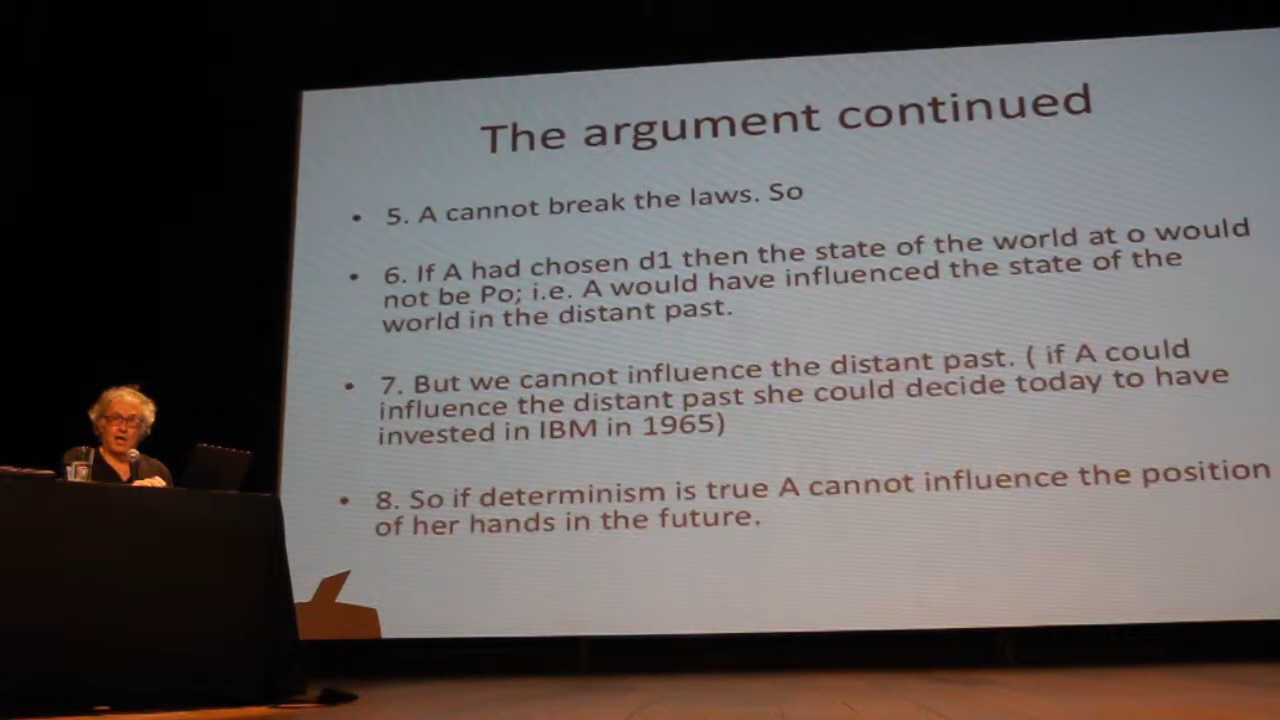 The argument continued
• 5. A cannot break the laws. So
• 6. If A had chosen d1 then the state of the world at o would
not be Po; i.e. A would have influenced the state of the
world in the distant past.
• 7. But we cannot influence the distant past. ( if A could
influence the distant past she could decide today to have
invested in IBM in 1965)
• 8. So if determinism is true A cannot influence the position
of her hands in the future.